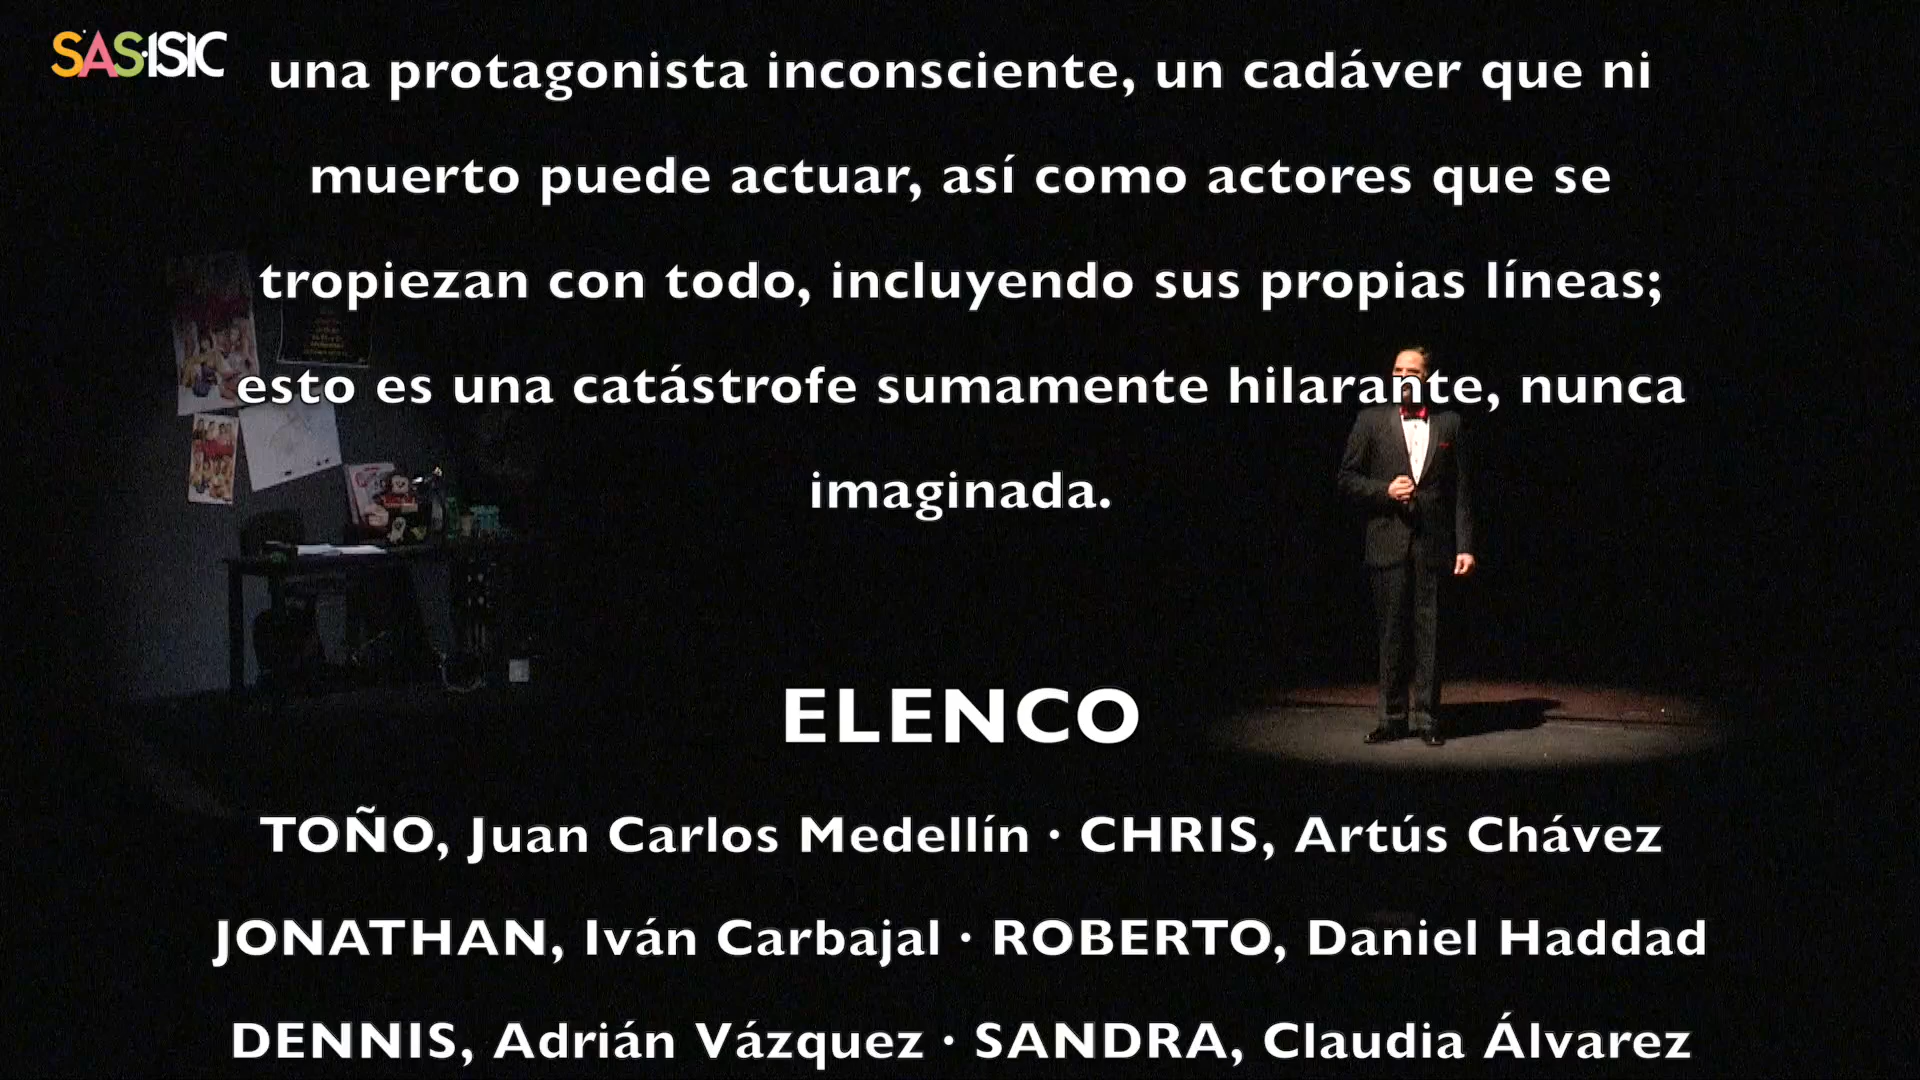 SAS·ISIC
una protagonista inconsciente, un cadáver que ni
muerto puede actuar, así como actores que se
tropiezan con todo, incluyendo sus propias líneas;
esto es una catástrofe sumamente hilarante, nunca
imaginada.
ELENCO
TOÑO, Juan Carlos Medellín · CHRIS, Artús Chávez
JONATHAN, Iván Carbajal · ROBERTO, Daniel Haddad
DENNIS, Adrián Vázquez · SANDRA, Claudia Álvarez